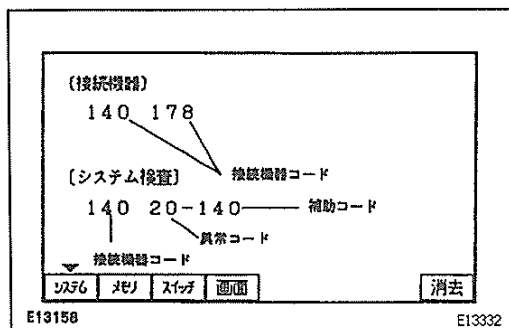 〔接続機器〕
140 178
接続機器コード
〔システム検査〕
140 20-140
補助コード
異常コード
接続機器コード
システム メモリ スイッチ 画面 消去
E13158
E13332